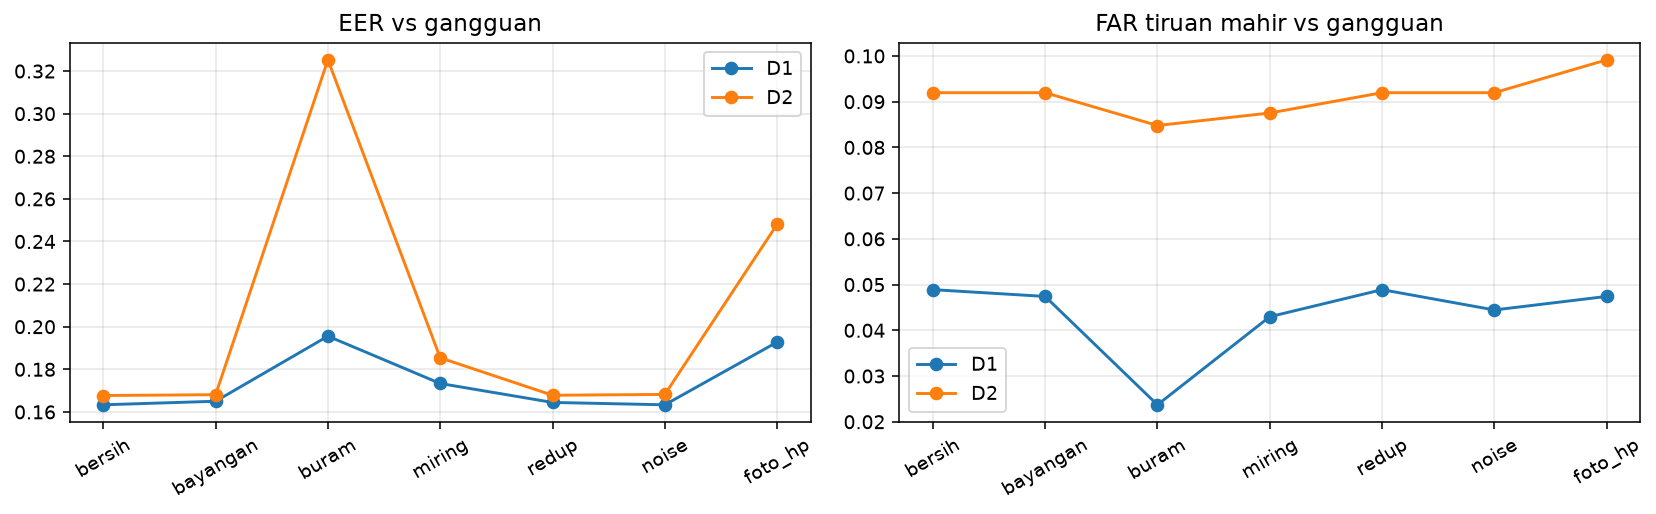 EER vs gangguan
0.32
0.30
0.28
0.26
0.24
0.22
0.20
0.18
0.16
D1
D2
bersih
bayangan
buram
miring
redup
noise
foto_hp
FAR tiruan mahir vs gangguan
0.10
0.09
0.08
0.07
0.06
0.05
0.04
0.03
0.02
D1
D2
bersih
bayangan
buram
miring
redup
noise
foto_hp